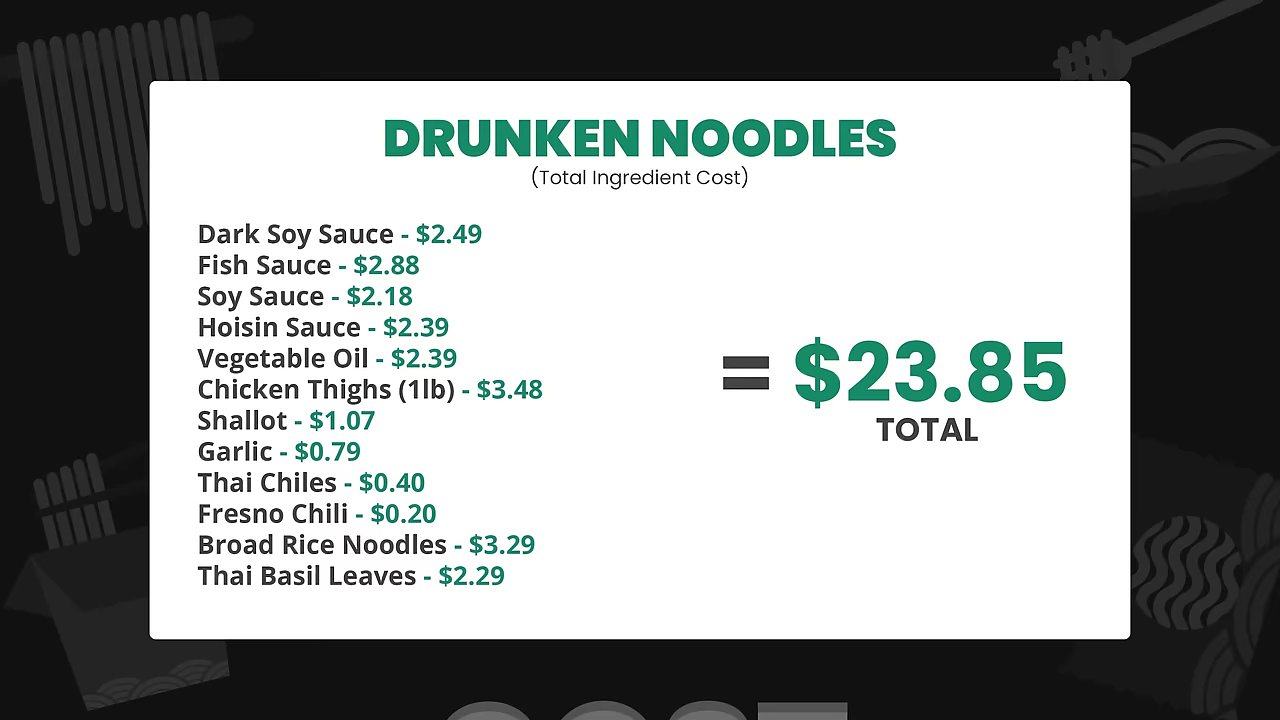 DRUNKEN NOODLES
(Total Ingredient Cost)
Dark Soy Sauce - $2.49
Fish Sauce - $2.88
Soy Sauce - $2.18
Hoisin Sauce - $2.39
Vegetable Oil - $2.39
Chicken Thighs (1lb) - $3.48
Shallot - $1.07
Garlic - $0.79
Thai Chiles - $0.40
Fresno Chili - $0.20
Broad Rice Noodles - $3.29
Thai Basil Leaves - $2.29
= $23.85
TOTAL